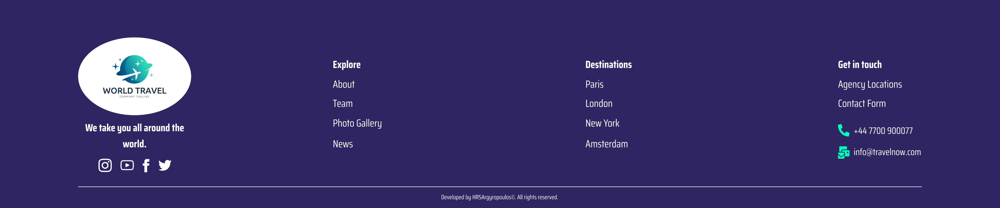 WORLD TRAVEL
COMPANY TAGLINE
We take you all around the
world.
Explore
About
Team
Photo Gallery
News
Destinations
Paris
London
New York
Amsterdam
Get in touch
Agency Locations
Contact Form
+44 7700 900077
info@travelnow.com
Developed by HRSArgyropoulos©. All rights reserved.